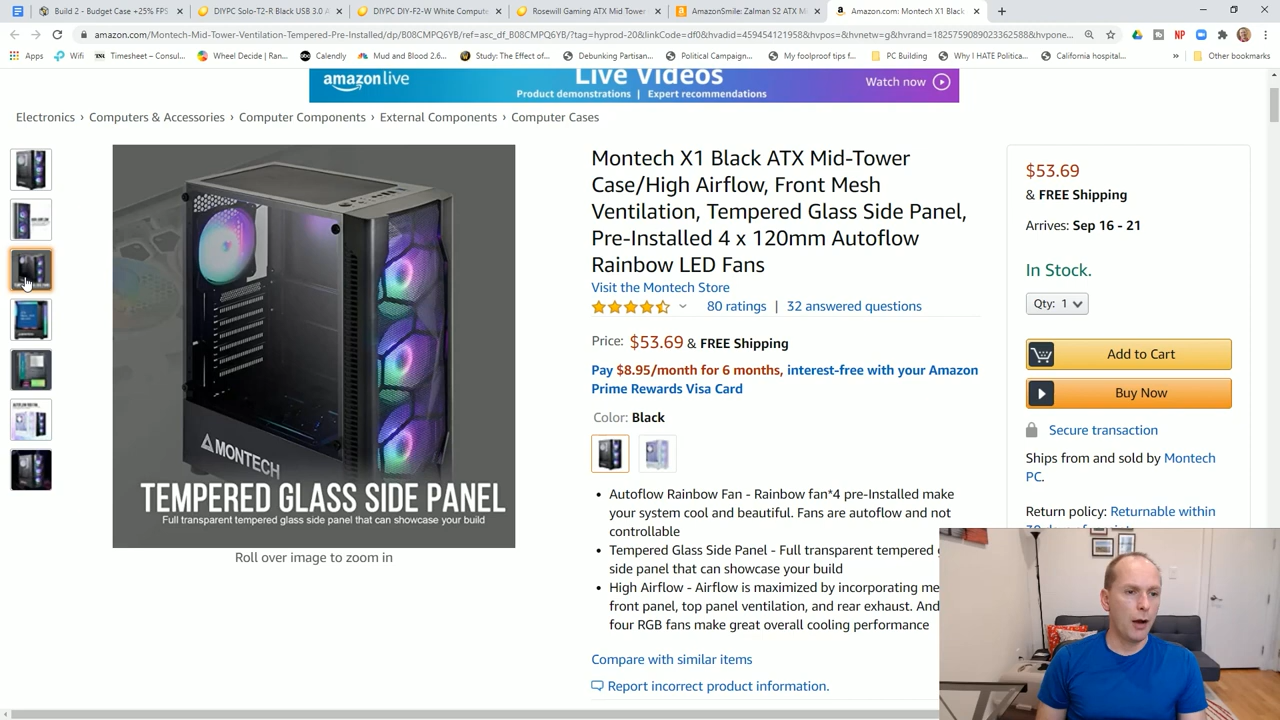 Build 2 - Budget Case +25% FPS
DIYPC Solo-T2-R Black USB 3.0 A
DIYPC DIY-F2-W White Compute
Rosewill Gaming ATX Mid Tower
AmazonSmile: Zalman S2 ATX M
Amazon.com: Montech X1 Black
amazon.com/Montech-Mid-Tower-Ventilation-Tempered-Pre-Installed/dp/B08CMPQ6YB/ref=asc_df_B08CMPQ6YB/?tag=hyprod-20&linkCode=df0&hvadid=459454121958&hvpos=&hvnetw=g&hvrand=18257590890233625​88&hvpone...
Apps
Wifi
Timesheet – Consul...
Wheel Decide | Ran...
Calendly
Mud and Blood 2.6...
Study: The Effect of...
Debunking Partisan...
Political Campaign...
My foolproof tips f...
PC Building
Why I HATE Politica...
California hospital...
»
Other bookmarks
amazon live
Live Videos
Product demonstrations | Expert recommendations
Watch now
Electronics › Computers & Accessories › Computer Components › External Components › Computer Cases
MONTECH
TEMPERED GLASS SIDE PANEL
Full transparent tempered glass side panel that can showcase your build
Roll over image to zoom in
Montech X1 Black ATX Mid-Tower
Case/High Airflow, Front Mesh
Ventilation, Tempered Glass Side Panel,
Pre-Installed 4 x 120mm Autoflow
Rainbow LED Fans
Visit the Montech Store
80 ratings | 32 answered questions
Price: $53.69 & FREE Shipping
Pay $8.95/month for 6 months, interest-free with your Amazon
Prime Rewards Visa Card
Color: Black
• Autoflow Rainbow Fan - Rainbow fan*4 pre-Installed make
your system cool and beautiful. Fans are autoflow and not
controllable
• Tempered Glass Side Panel - Full transparent tempered
side panel that can showcase your build
• High Airflow - Airflow is maximized by incorporating me
front panel, top panel ventilation, and rear exhaust. And
four RGB fans make great overall cooling performance
Compare with similar items
Report incorrect product information.
$53.69
& FREE Shipping
Arrives: Sep 16 - 21
In Stock.
Qty: 1
Add to Cart
Buy Now
Secure transaction
Ships from and sold by Montech
PC.
Return policy: Returnable within